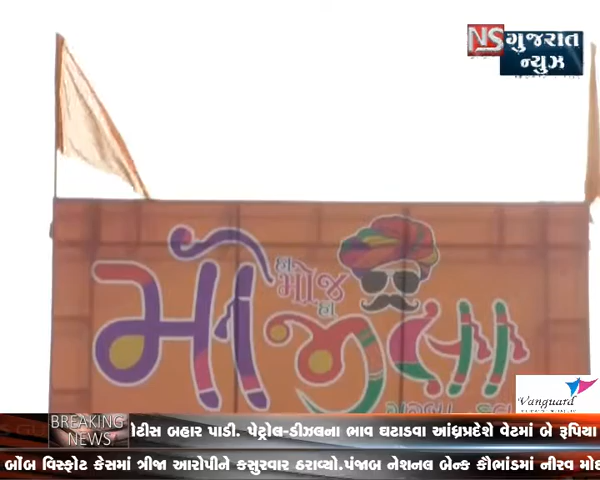 NS ગુજરાત
ન્યુઝ
હા
મોજ
હા
મોજીલા
Vanguard
BREAKING
NEWS
ોટીસ બહાર પાડી. પેટ્રોલ-ડીઝલના ભાવ ઘટાડવા આંધ્રપ્રદેશે વેટમાં બે રૂપિયા
બોંબ વિસ્ફોટ કેસમાં ત્રીજા આરોપીને કસુરવાર ઠરાવ્યો.પંજાબ નેશનલ બેન્ક કૌભાંડમાં નીરવ મોદ